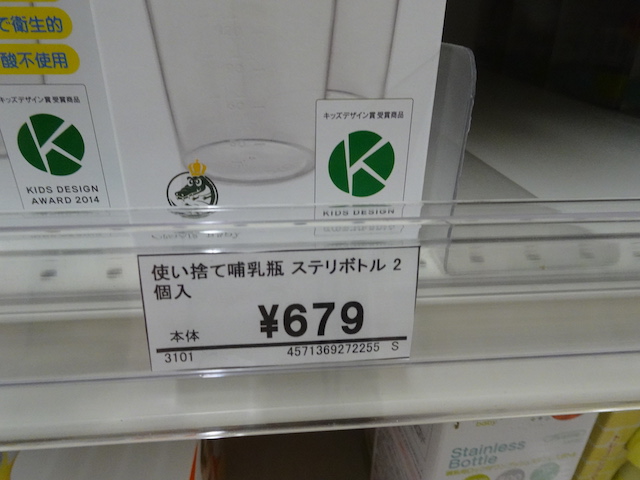 で衛生的
酸不使用
キッズデザイン賞受賞商品
KIDS DESIGN
AWARD 2014
キッズデザイン賞受賞商品
KIDS DESIGN
使い捨て哺乳瓶 ステリボトル 2
個入
本体
¥679
3101
4571369272255 S
Stainless
Bottle